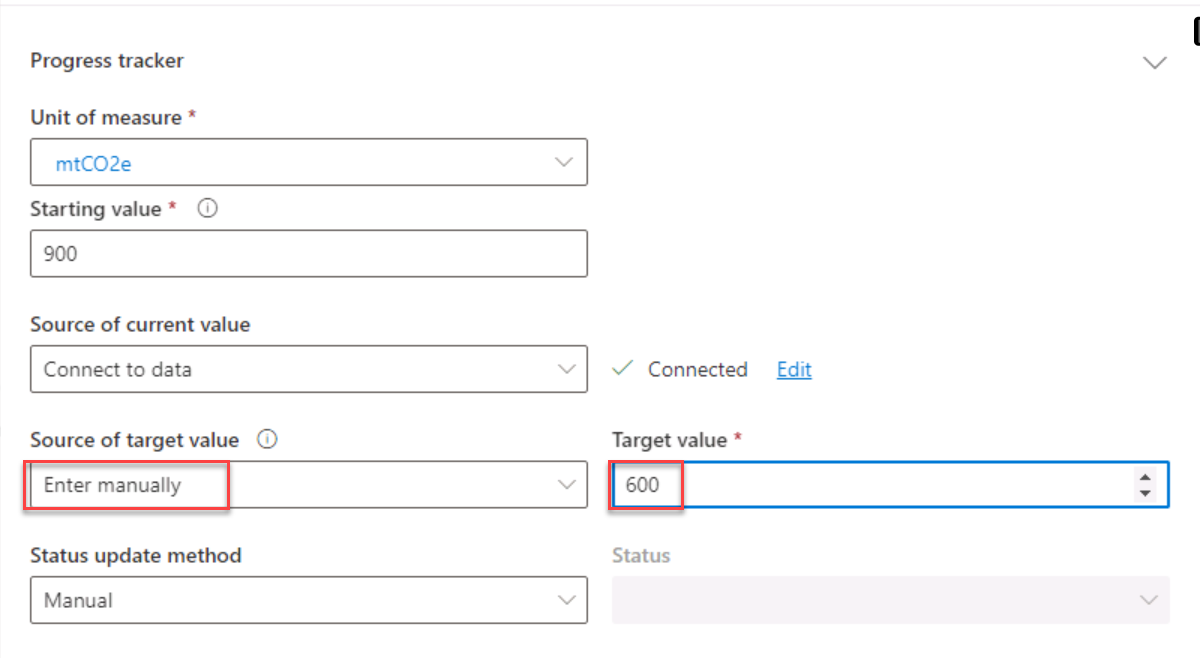 Progress tracker
Unit of measure *
mtCO2e
Starting value *
900
Source of current value
Connect to data
Connected Edit
Source of target value
Target value *
Enter manually
600
Status update method
Status
Manual